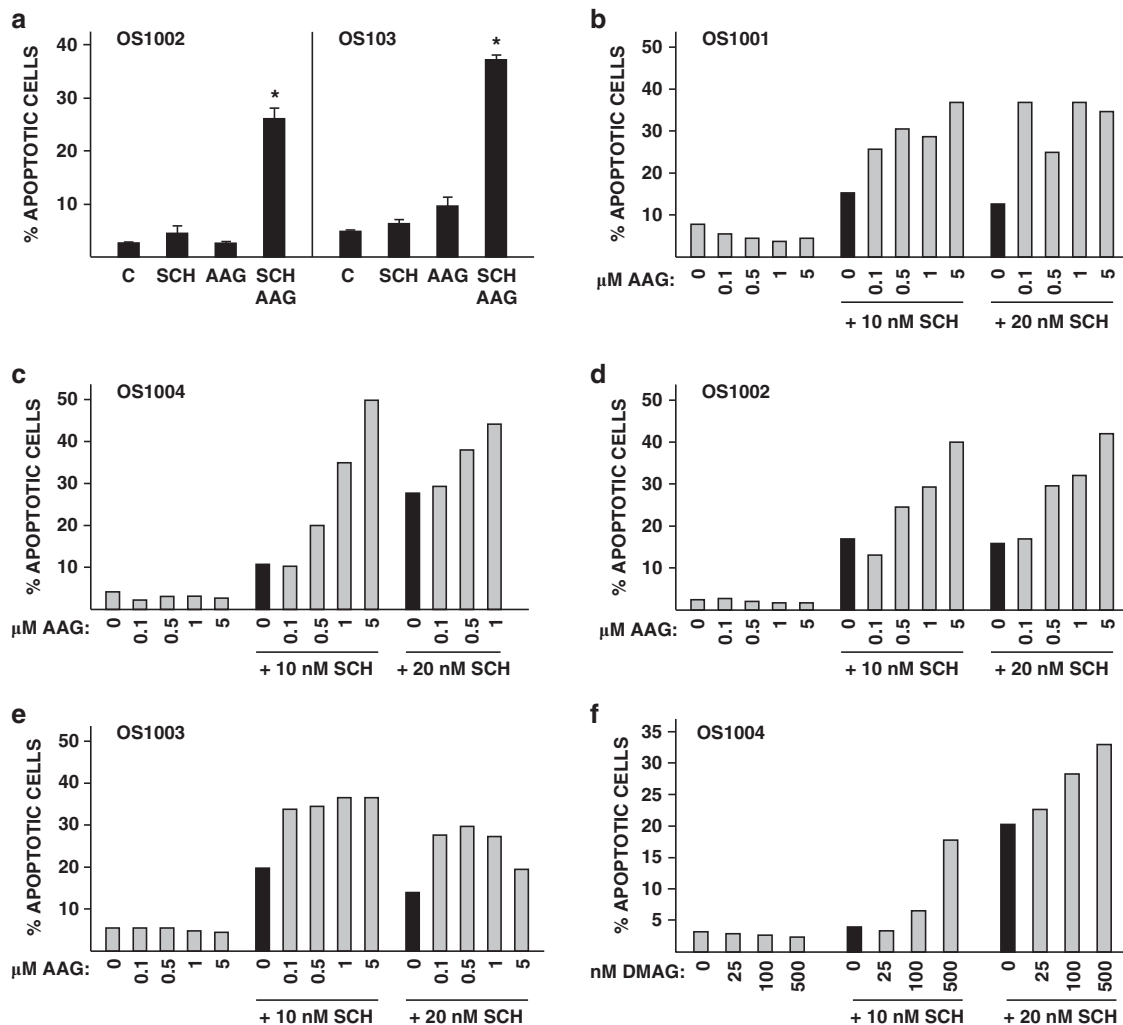 a
OS1002
OS103
% APOPTOTIC CELLS
40
30
20
10
*
*
C SCH AAG SCH AAG
C SCH AAG SCH AAG
b
OS1001
% APOPTOTIC CELLS
50
40
30
20
10
µM AAG: 0 0.1 0.5 1 5 0 0.1 0.5 1 5 0 0.1 0.5 1 5
+ 10 nM SCH
+ 20 nM SCH
c
OS1004
% APOPTOTIC CELLS
50
40
30
20
10
µM AAG: 0 0.1 0.5 1 5 0 0.1 0.5 1 5 0 0.1 0.5 1
+ 10 nM SCH
+ 20 nM SCH
d
OS1002
% APOPTOTIC CELLS
50
40
30
20
10
µM AAG: 0 0.1 0.5 1 5 0 0.1 0.5 1 5 0 0.1 0.5 1 5
+ 10 nM SCH
+ 20 nM SCH
e
OS1003
% APOPTOTIC CELLS
50
40
30
20
10
µM AAG: 0 0.1 0.5 1 5 0 0.1 0.5 1 5 0 0.1 0.5 1 5
+ 10 nM SCH
+ 20 nM SCH
f
OS1004
% APOPTOTIC CELLS
35
30
25
20
15
10
5
nM DMAG: 0 25 100 500 0 25 100 500 0 25 100 500
+ 10 nM SCH
+ 20 nM SCH